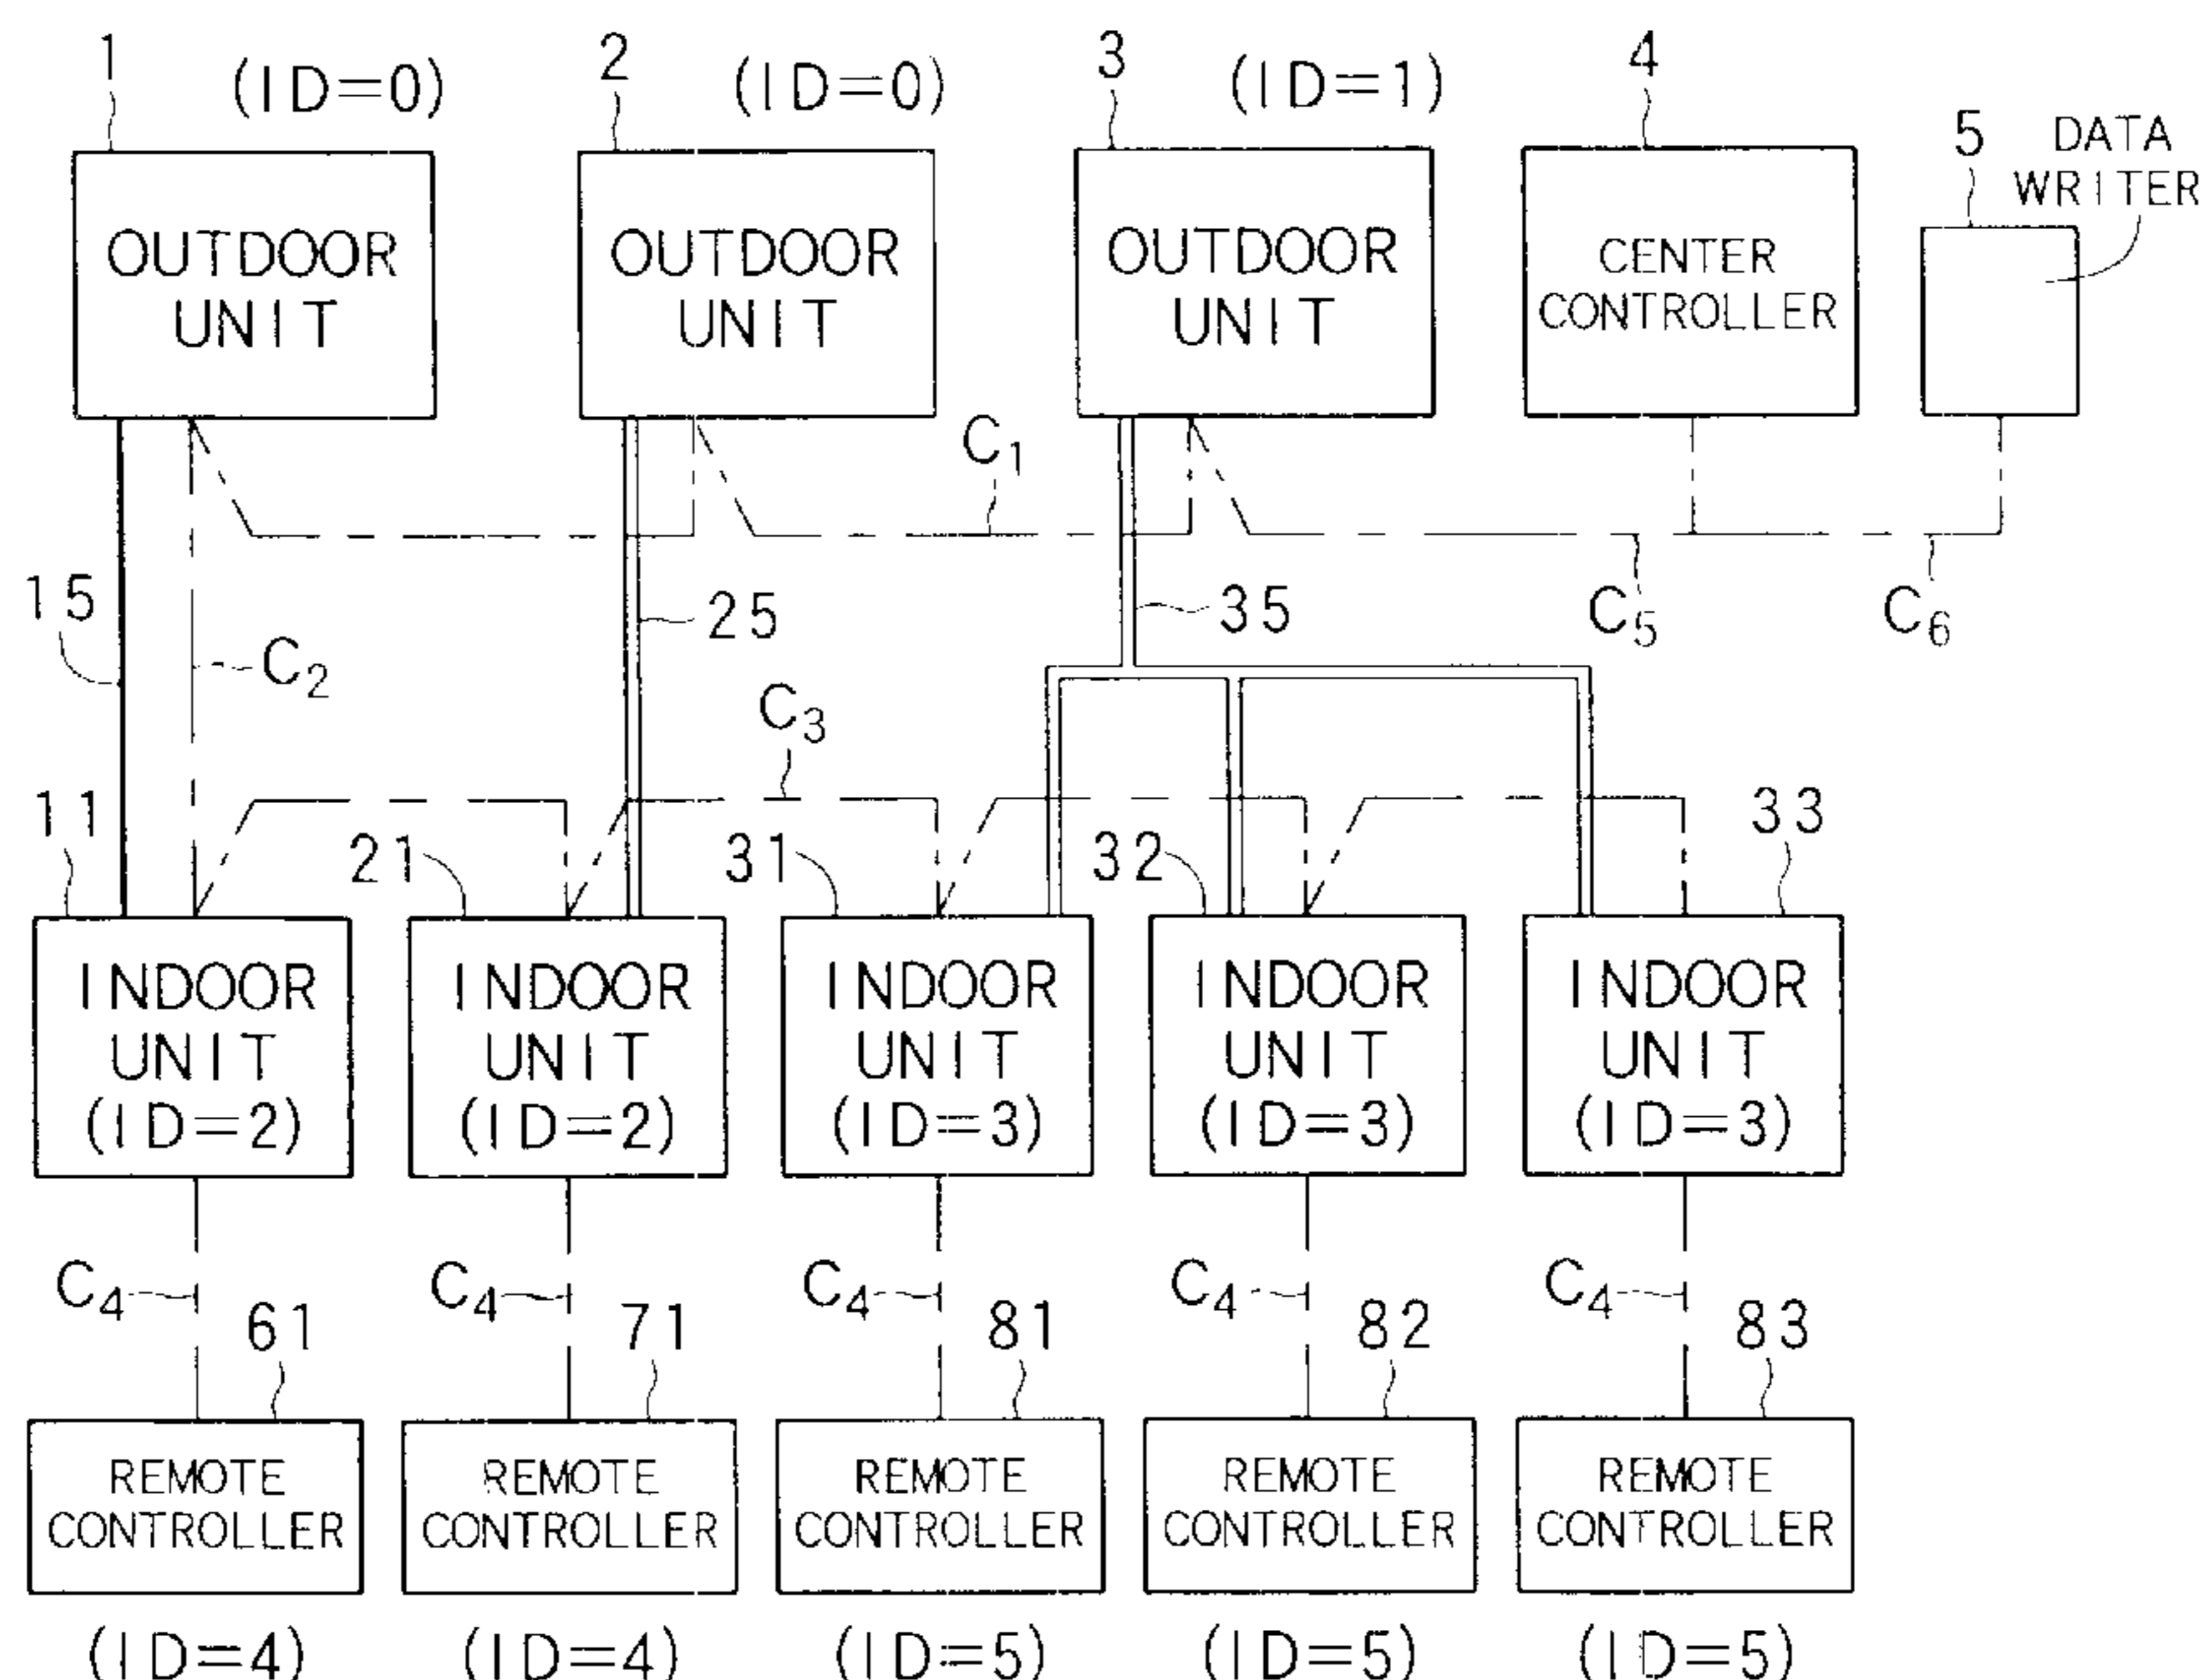 1 (ID=0) 2 (ID=0) 3 (ID=1) 4
5 DATA
WRITER
OUTDOOR
UNIT
OUTDOOR
UNIT
OUTDOOR
UNIT
CENTER
CONTROLLER
C1
15
25
35
C5
C6
C2
C3
11
21
31
32
33
INDOOR
UNIT
(ID=2)
INDOOR
UNIT
(ID=2)
INDOOR
UNIT
(ID=3)
INDOOR
UNIT
(ID=3)
INDOOR
UNIT
(ID=3)
C4
C4
C4
C4
C4
61
71
81
82
83
REMOTE
CONTROLLER
REMOTE
CONTROLLER
REMOTE
CONTROLLER
REMOTE
CONTROLLER
REMOTE
CONTROLLER
(ID=4) (ID=4) (ID=5) (ID=5) (ID=5)